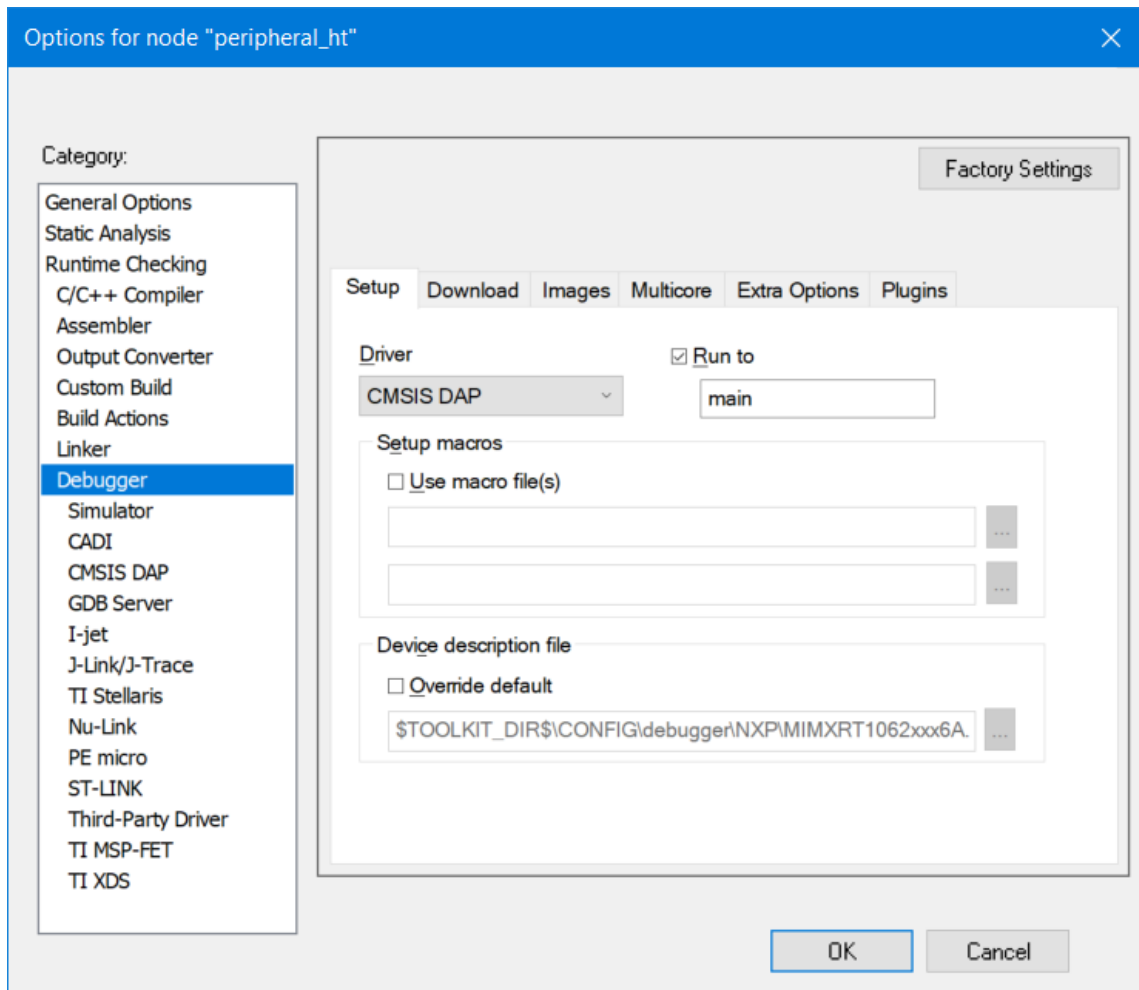 Options for node "peripheral_ht"
Category:
General Options
Static Analysis
Runtime Checking
C/C++ Compiler
Assembler
Output Converter
Custom Build
Build Actions
Linker
Debugger
Simulator
CADI
CMSIS DAP
GDB Server
I-jet
J-Link/J-Trace
TI Stellaris
Nu-Link
PE micro
ST-LINK
Third-Party Driver
TI MSP-FET
TI XDS
Factory Settings
Setup Download Images Multicore Extra Options Plugins
Driver Run to
CMSIS DAP main
Setup macros
Use macro file(s)
...
...
Device description file
Override default
$TOOLKIT_DIR$\CONFIG\debugger\NXP\MIMXRT1062xxx6A. ...
OK Cancel